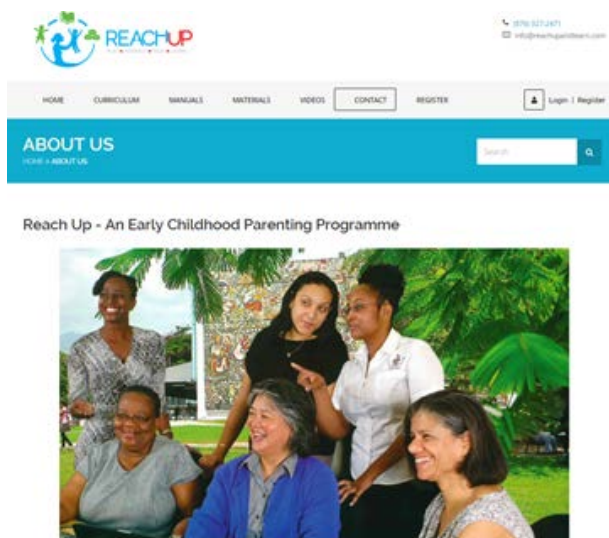 REACHUP
(876) 927-2471
info@reachupandlearn.com
HOME CURRICULUM MANUALS MATERIALS VIDEOS CONTACT REGISTER Login | Register
ABOUT US
HOME » ABOUT US
Search
Reach Up - An Early Childhood Parenting Programme